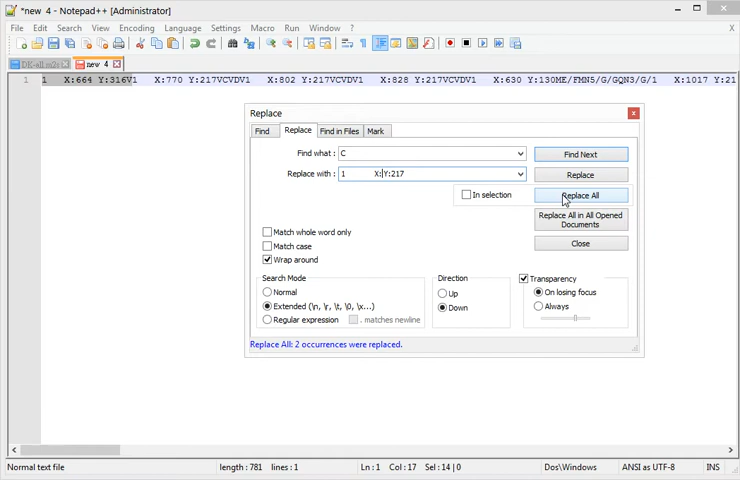 *new 4 - Notepad++ [Administrator]
File Edit Search View Encoding Language Settings Macro Run Window ? X
DK-all.m2s new 4
1 1 X:664 Y:316V1 X:770 Y:217VCVDV1 X:802 Y:217VCVDV1 X:828 Y:217VCVDV1 X:630 Y:130ME/FMN5/G/GQN3/G/1 X:1017 Y:21
Replace
Find Replace Find in Files Mark
Find what : C Find Next
Replace with : 1 X:Y:217 Replace
In selection Replace All
Replace All in All Opened
Documents
Match whole word only
Match case Close
Wrap around
Search Mode Direction Transparency
Normal Up On losing focus
Extended (\n, \r, \t, \0, \x...) Down Always
Regular expression . matches newline
Replace All: 2 occurrences were replaced.
Normal text file length : 781 lines : 1 Ln : 1 Col : 17 Sel : 14 | 0 Dos\Windows ANSI as UTF-8 INS